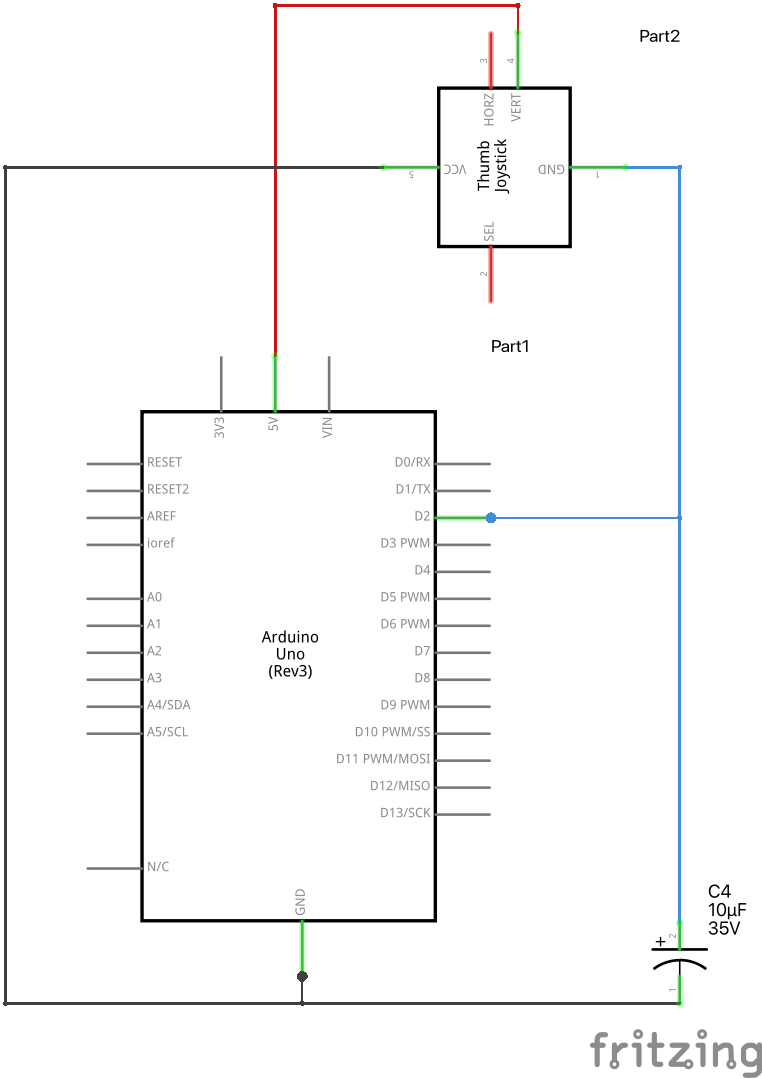 Part2
3
4
HORZ
VERT
Thumb
Joystick
VCC
5
GND
1
SEL
2
Part1
3V3
5V
VIN
RESET
D0/RX
RESET2
D1/TX
AREF
D2
ioref
D3 PWM
D4
A0
D5 PWM
A1
D6 PWM
Arduino
Uno
(Rev3)
A2
D7
A3
D8
A4/SDA
D9 PWM
A5/SCL
D10 PWM/SS
D11 PWM/MOSI
D12/MISO
D13/SCK
N/C
GND
C4
10µF
35V
+
2
1
fritzing